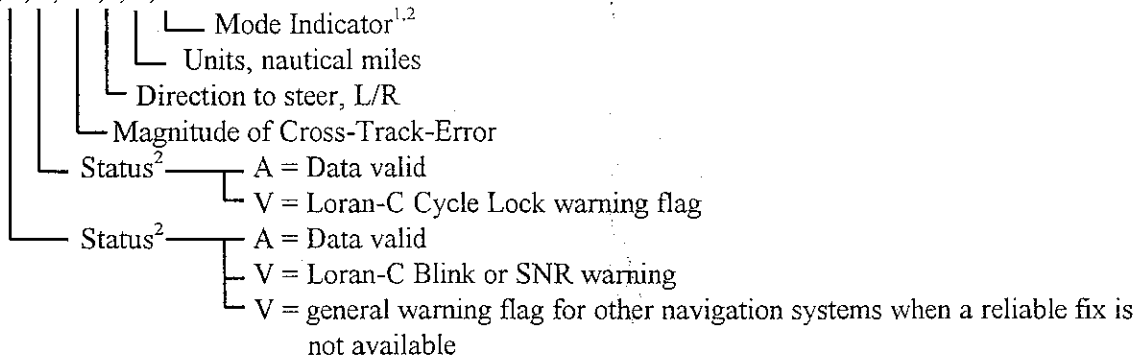 Mode Indicator1,2
Units, nautical miles
Direction to steer, L/R
Magnitude of Cross-Track-Error
Status2 A = Data valid
V = Loran-C Cycle Lock warning flag
Status2 A = Data valid
V = Loran-C Blink or SNR warning
V = general warning flag for other navigation systems when a reliable fix is
not available